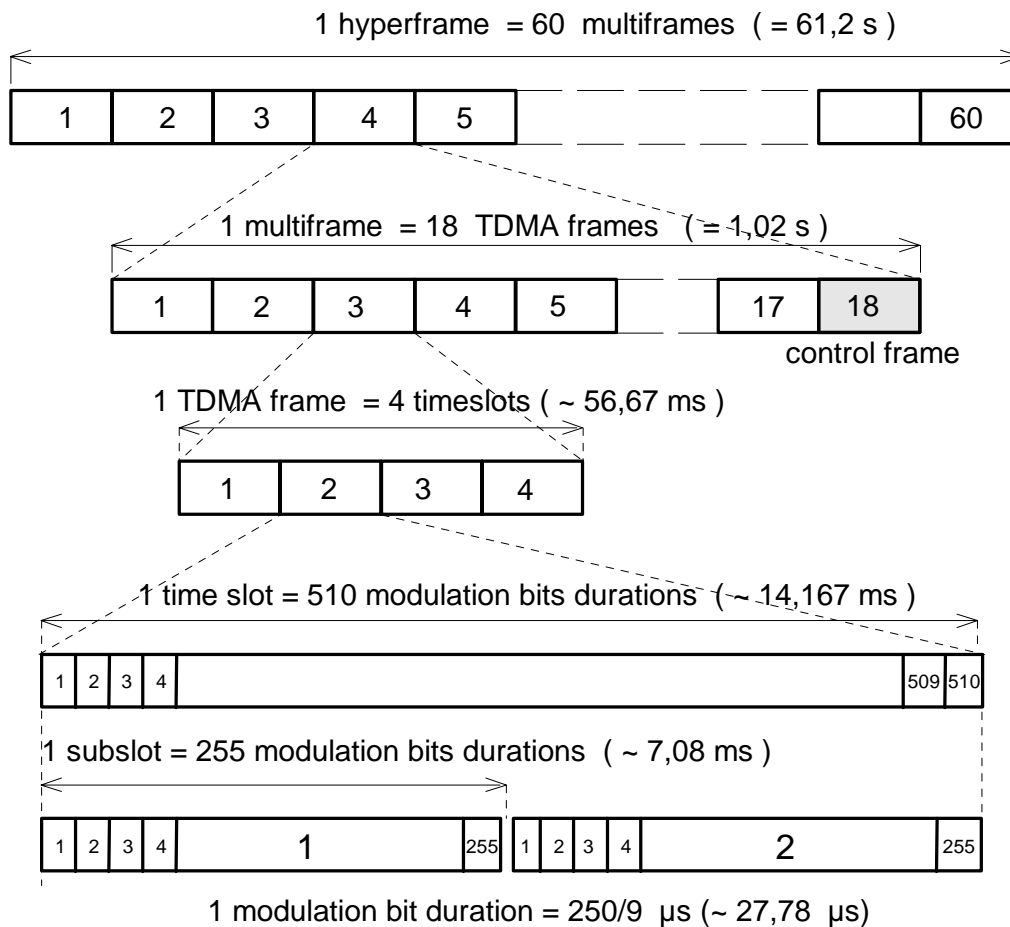 1 hyperframe = 60 multiframes ( = 61,2 s )
1 2 3 4 5 60
1 multiframe = 18 TDMA frames ( = 1,02 s )
1 2 3 4 5 17 18
control frame
1 TDMA frame = 4 timeslots ( ~ 56,67 ms )
1 2 3 4
1 time slot = 510 modulation bits durations ( ~ 14,167 ms )
1 2 3 4 509 510
1 subslot = 255 modulation bits durations ( ~ 7,08 ms )
1 2 3 4 1 255 1 2 3 4 2 255
1 modulation bit duration = 250/9 µs (~ 27,78 µs)